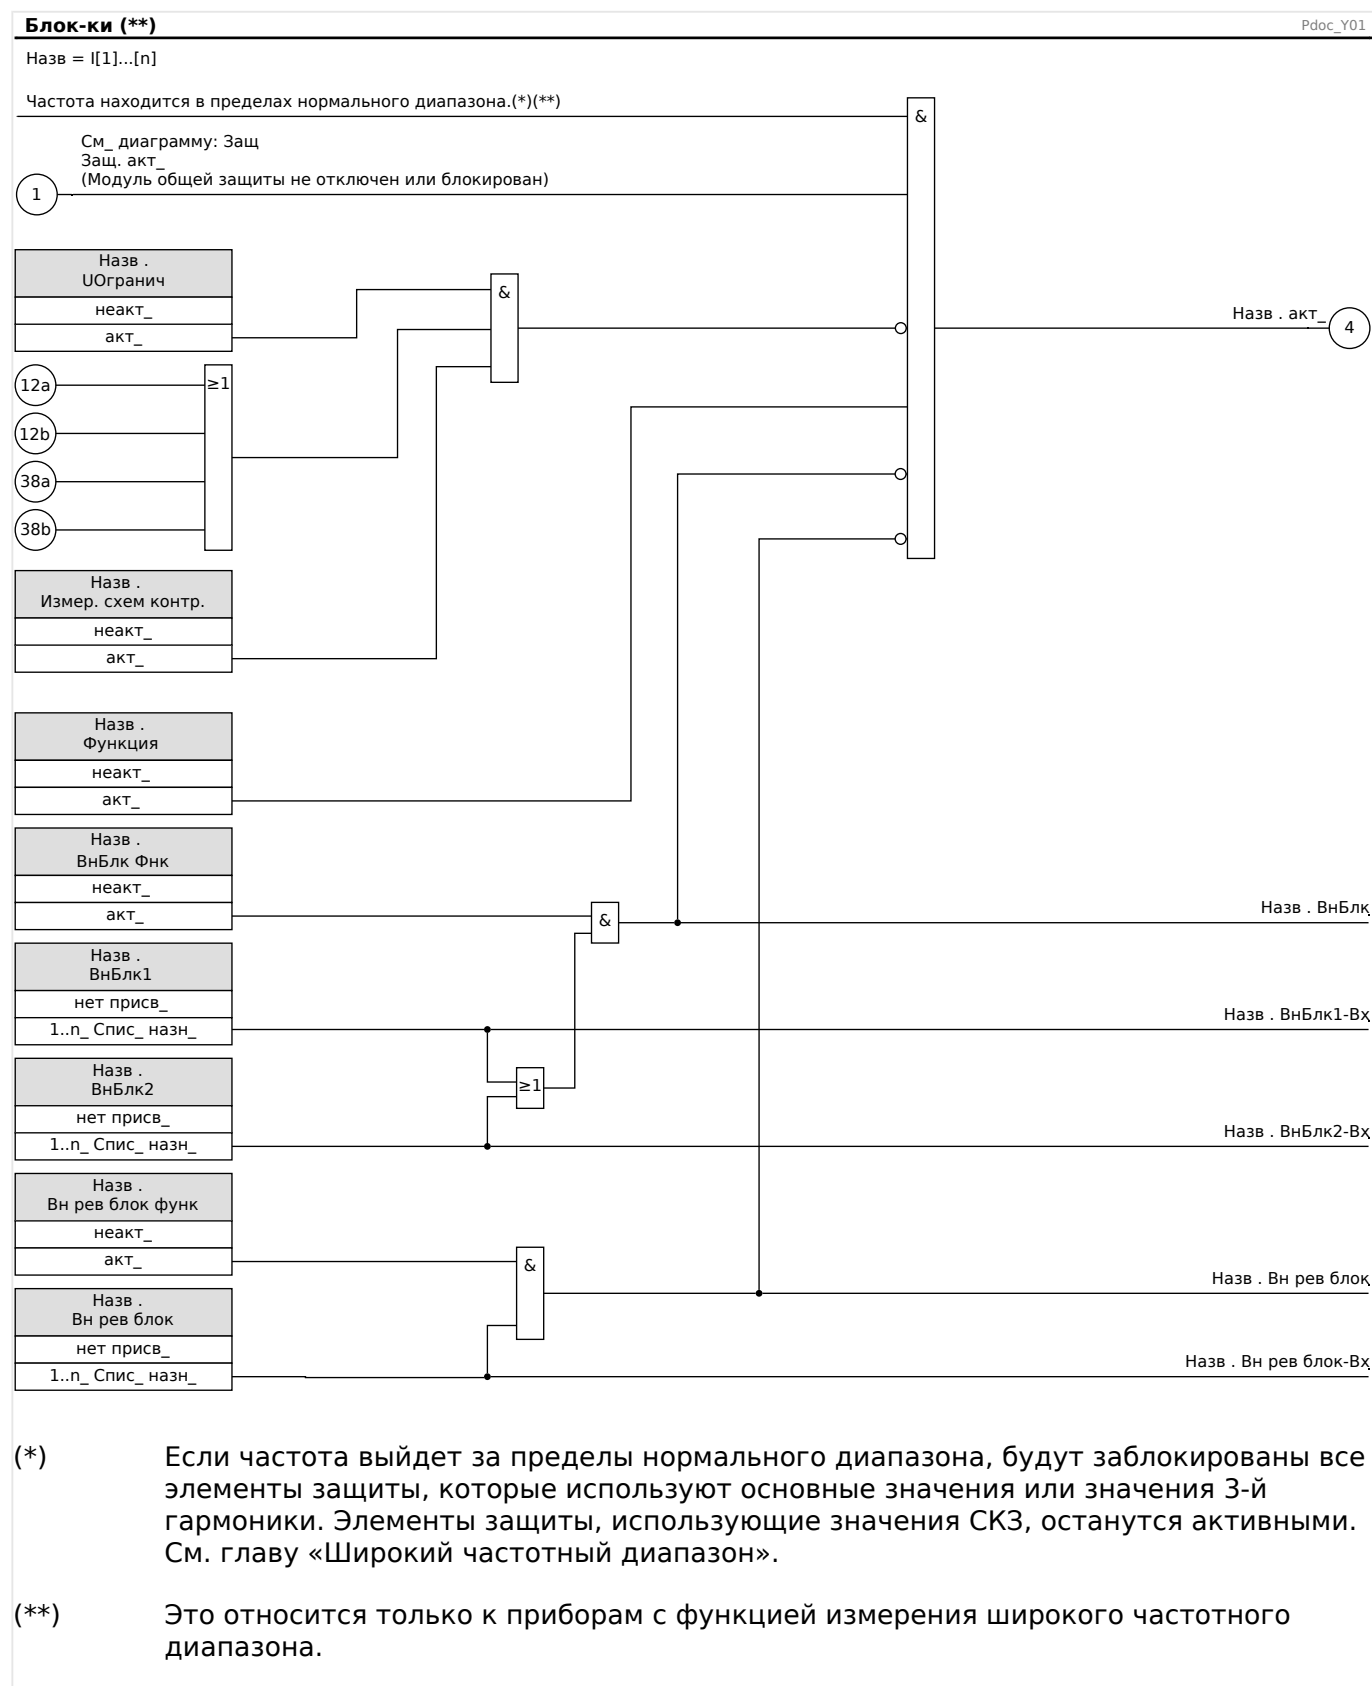 Блок-ки (**)
Pdoc_Y01
Назв = I[1]...[n]
Частота находится в пределах нормального диапазона.(*)(**)
&
См_ диаграмму: Защ
Защ. акт_
(Модуль общей защиты не отключен или блокирован)
1
Назв .
UОгранич
неакт_
акт_
&
Назв . акт_
4
12a
≥1
12b
38a
38b
Назв .
Измер. схем контр.
неакт_
акт_
Назв .
Функция
неакт_
акт_
Назв .
ВнБлк Фнк
неакт_
акт_
&
Назв . ВнБлк
Назв .
ВнБлк1
нет присв_
1..n_ Спис_ назн_
Назв . ВнБлк1-Вх
Назв .
ВнБлк2
нет присв_
1..n_ Спис_ назн_
≥1
Назв . ВнБлк2-Вх
Назв .
Вн рев блок функ
неакт_
акт_
&
Назв . Вн рев блок
Назв .
Вн рев блок
нет присв_
1..n_ Спис_ назн_
Назв . Вн рев блок-Вх
(*) Если частота выйдет за пределы нормального диапазона, будут заблокированы все
элементы защиты, которые используют основные значения или значения 3-й
гармоники. Элементы защиты, использующие значения СКЗ, останутся активными.
См. главу «Широкий частотный диапазон».
(**) Это относится только к приборам с функцией измерения широкого частотного
диапазона.